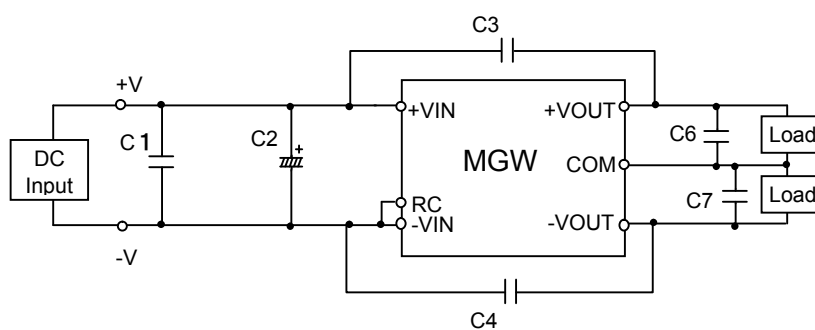 C3
+V
+VIN
+VOUT
C1
C2
+
C6
Load
DC
Input
MGW
COM
RC
C7
Load
-VIN
-VOUT
-V
C4